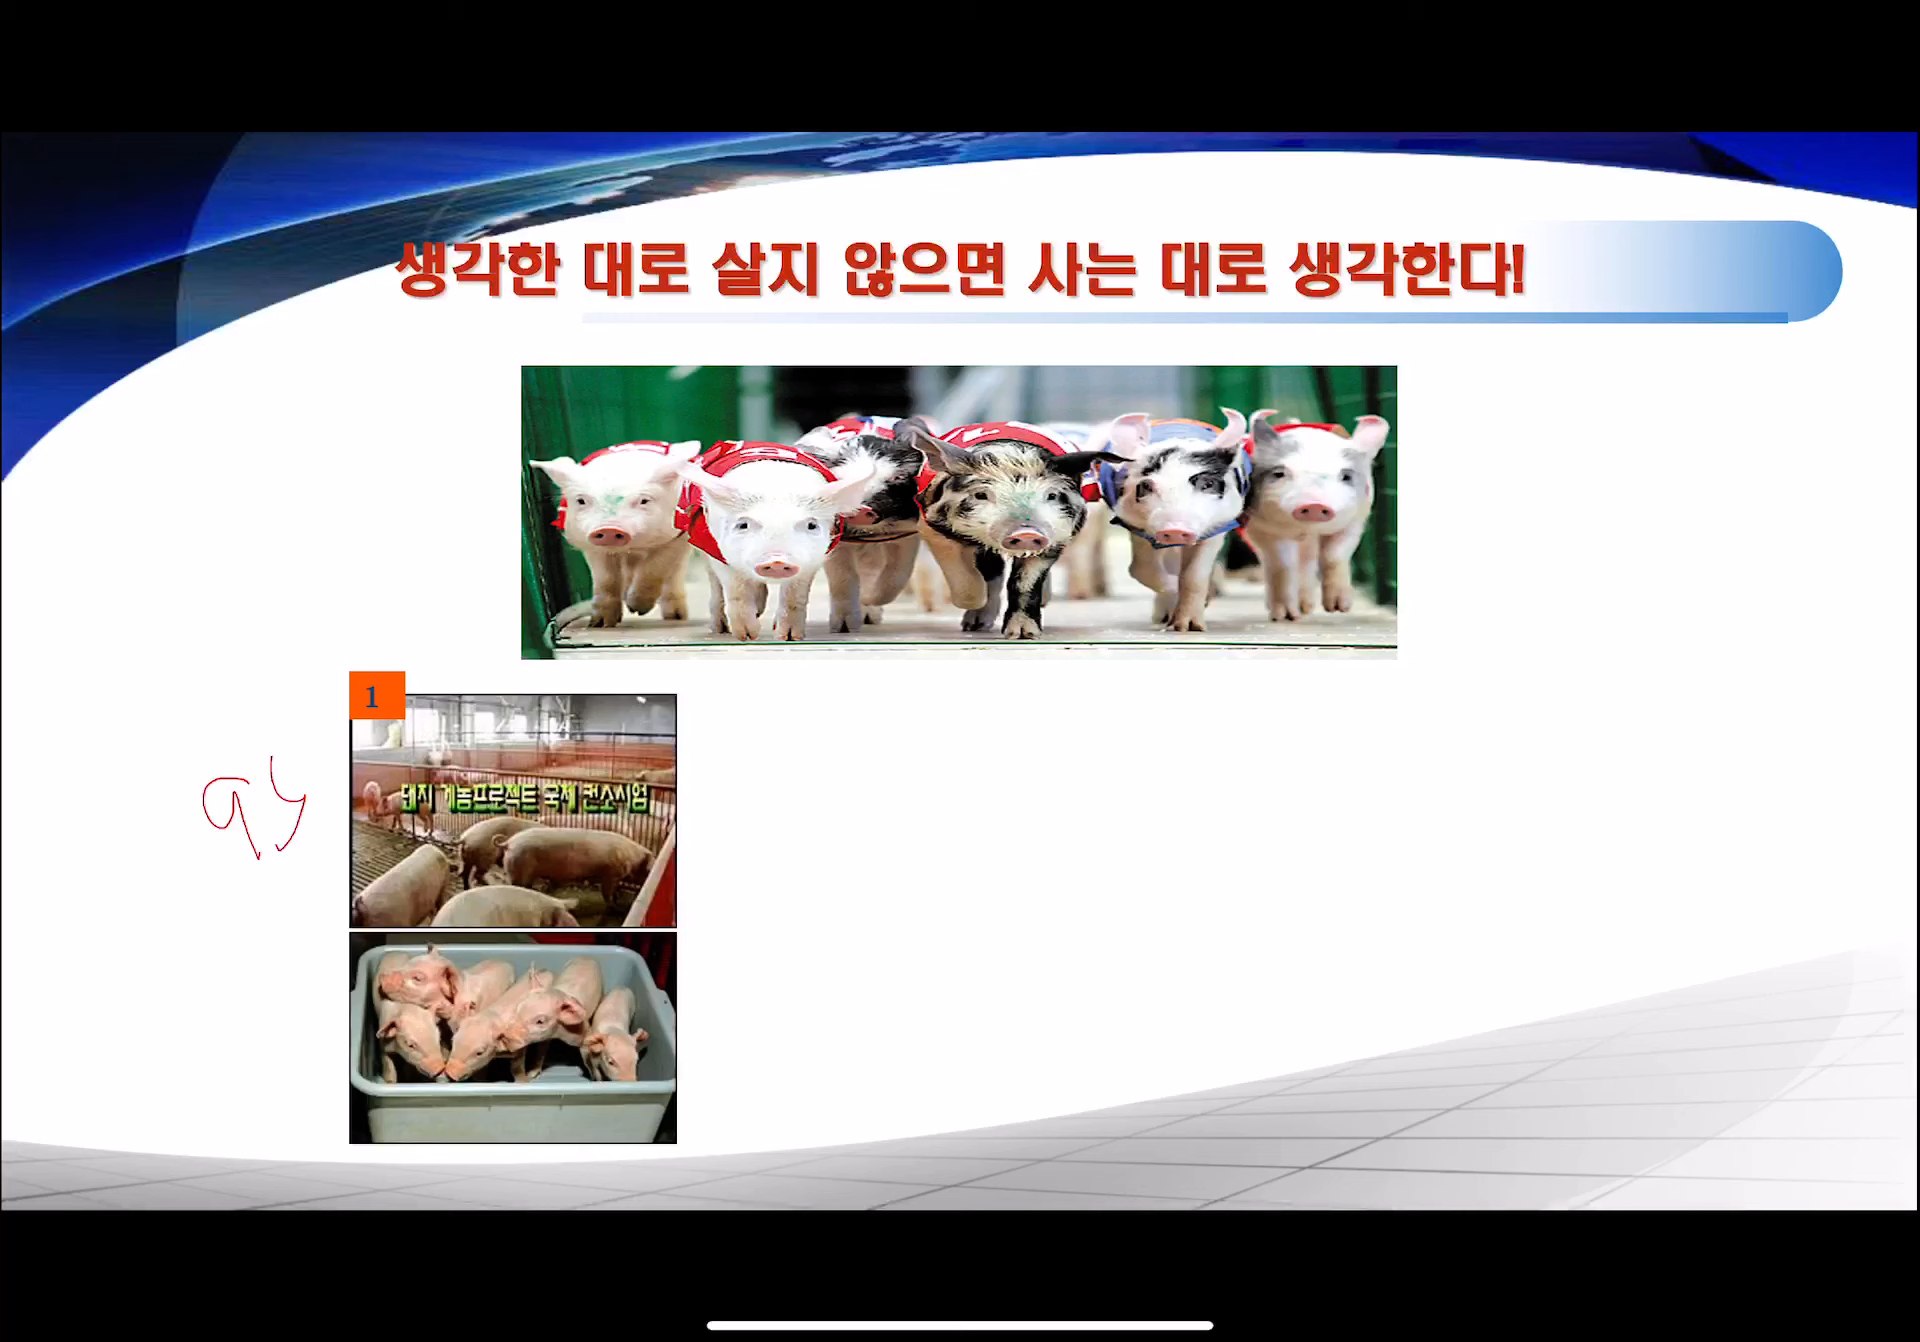 생각한 대로 살지 않으면 사는 대로 생각한다!
1
돼지 게놈프로젝트 국제 컨소시엄